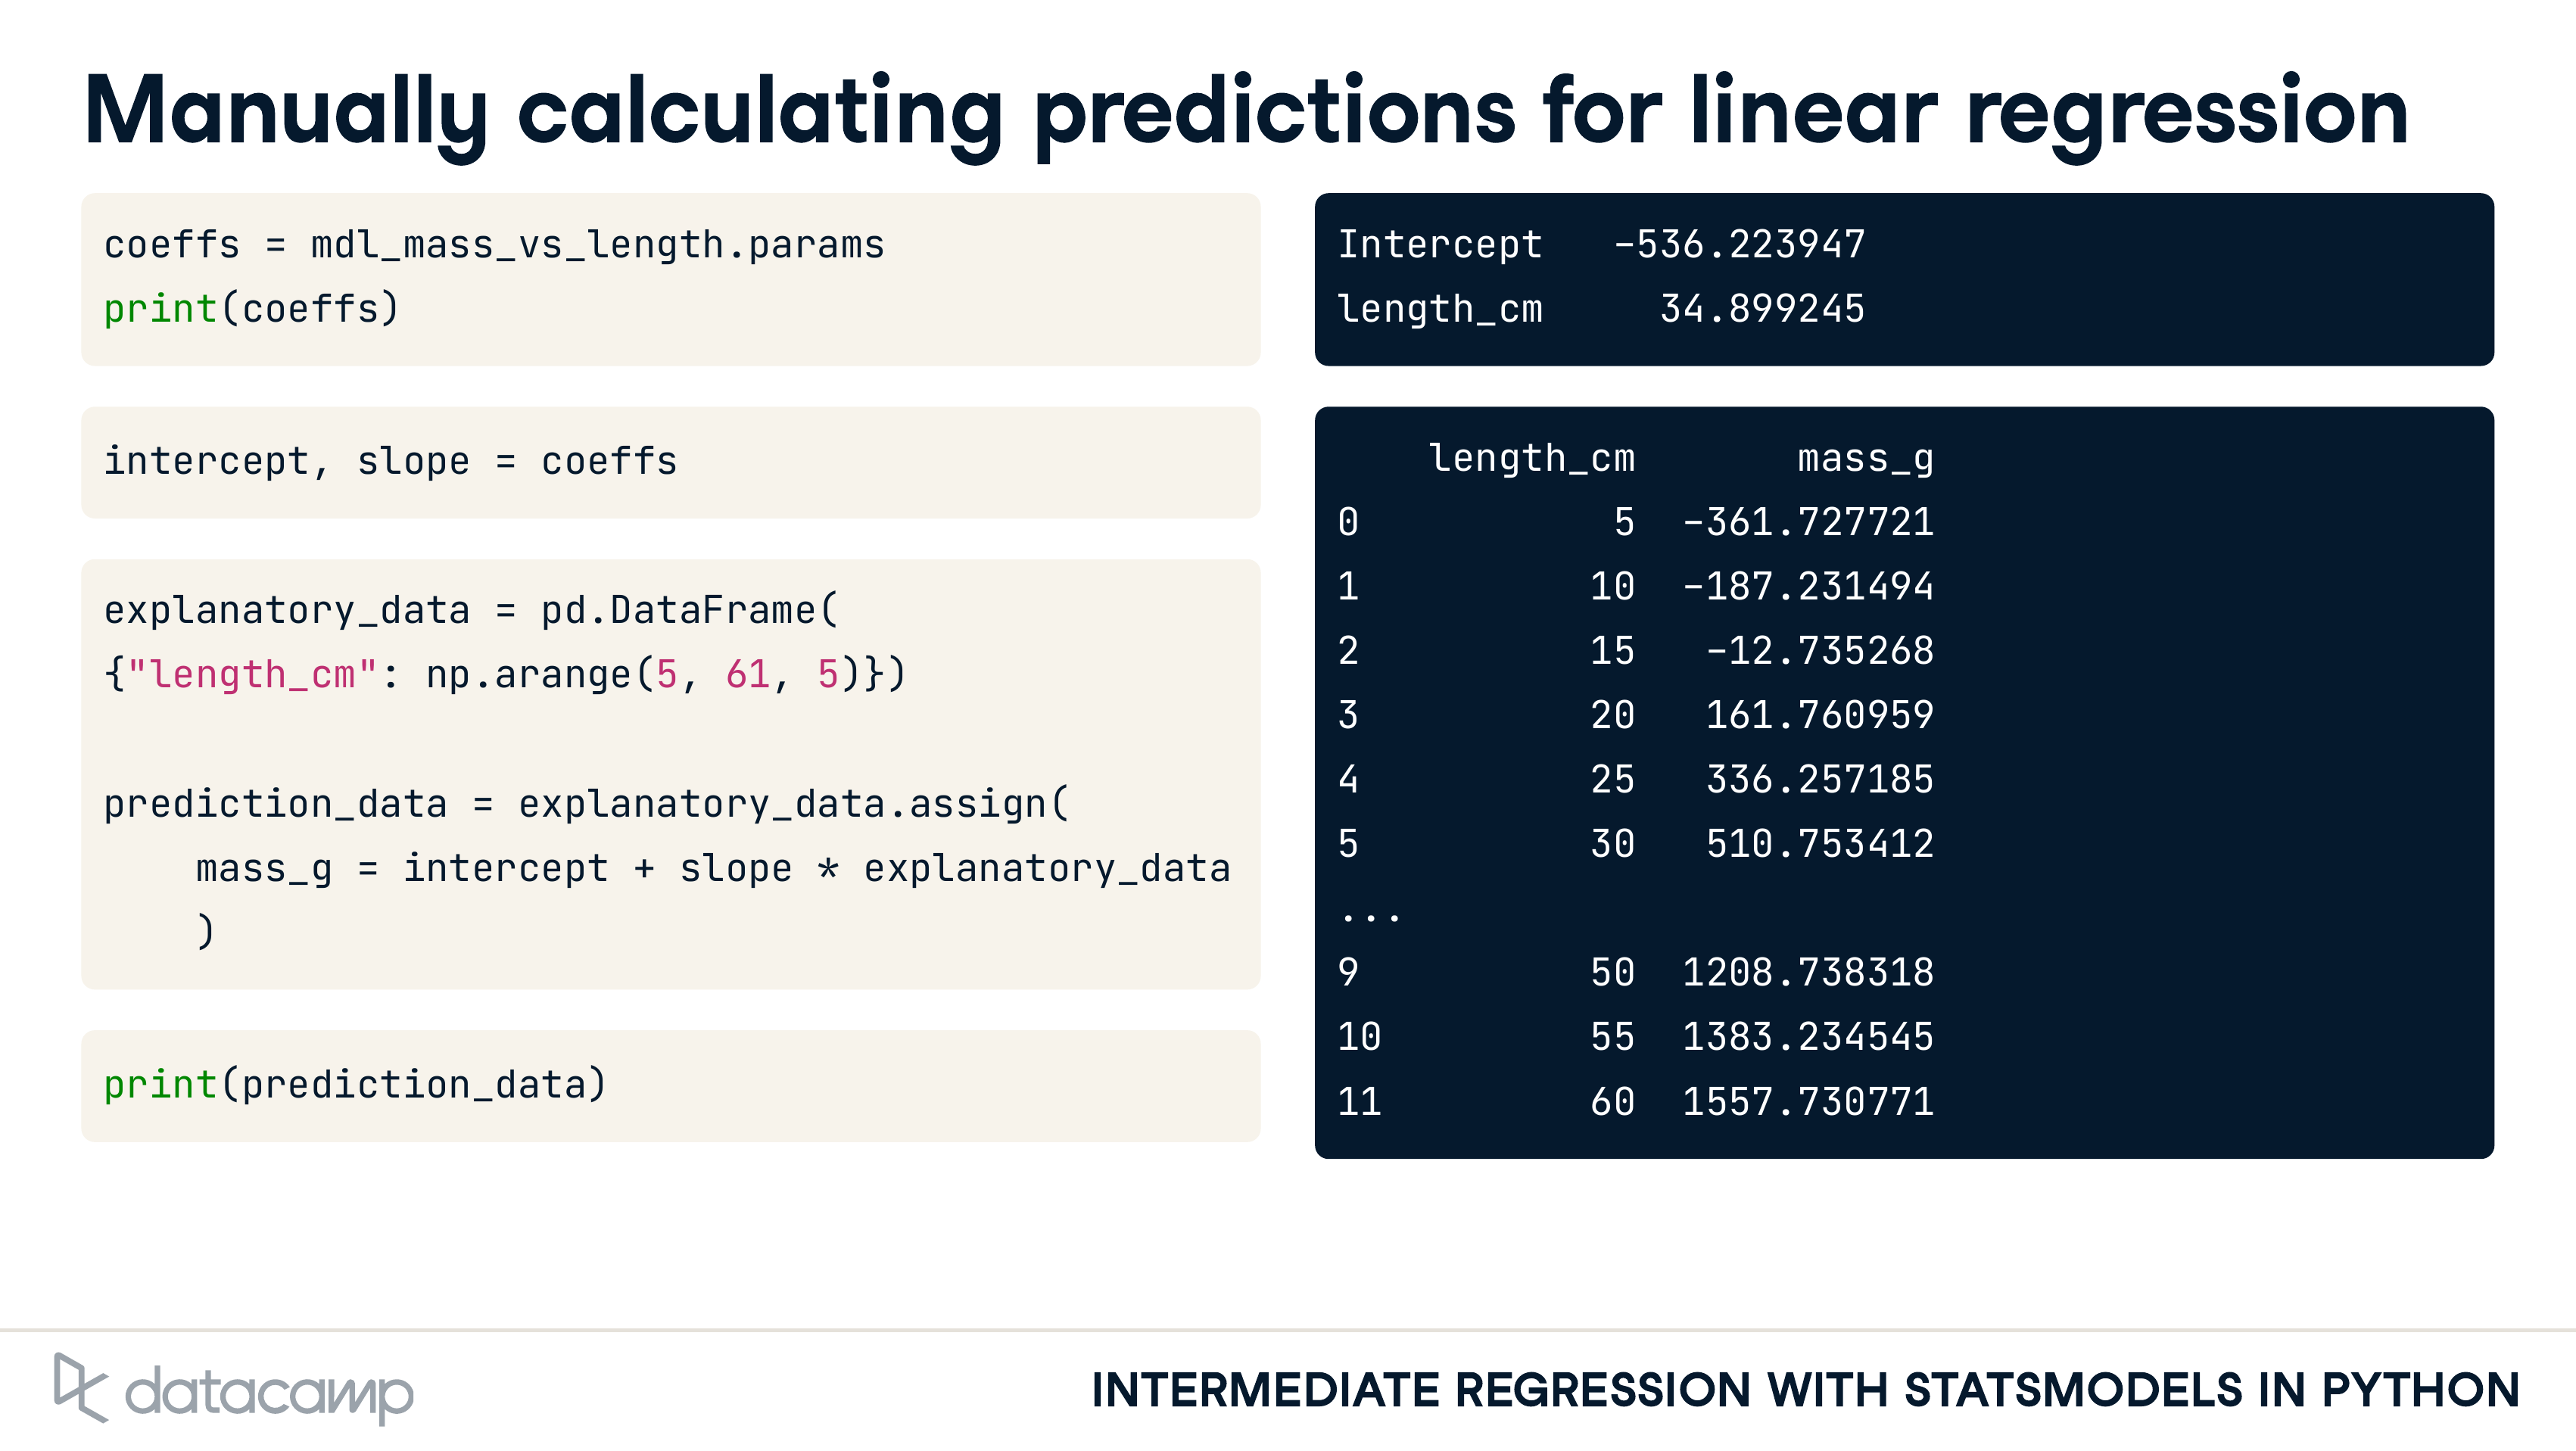 Manually calculating predictions for linear regression
coeffs = mdl_mass_vs_length.params
print(coeffs)
intercept, slope = coeffs
explanatory_data = pd.DataFrame(
{"length_cm": np.arange(5, 61, 5)})
prediction_data = explanatory_data.assign(
    mass_g = intercept + slope * explanatory_data
    )
print(prediction_data)
Intercept   -536.223947
length_cm     34.899245
    length_cm       mass_g
0           5  -361.727721
1          10  -187.231494
2          15   -12.735268
3          20   161.760959
4          25   336.257185
5          30   510.753412
...
9          50  1208.738318
10         55  1383.234545
11         60  1557.730771
datacamp
INTERMEDIATE REGRESSION WITH STATSMODELS IN PYTHON